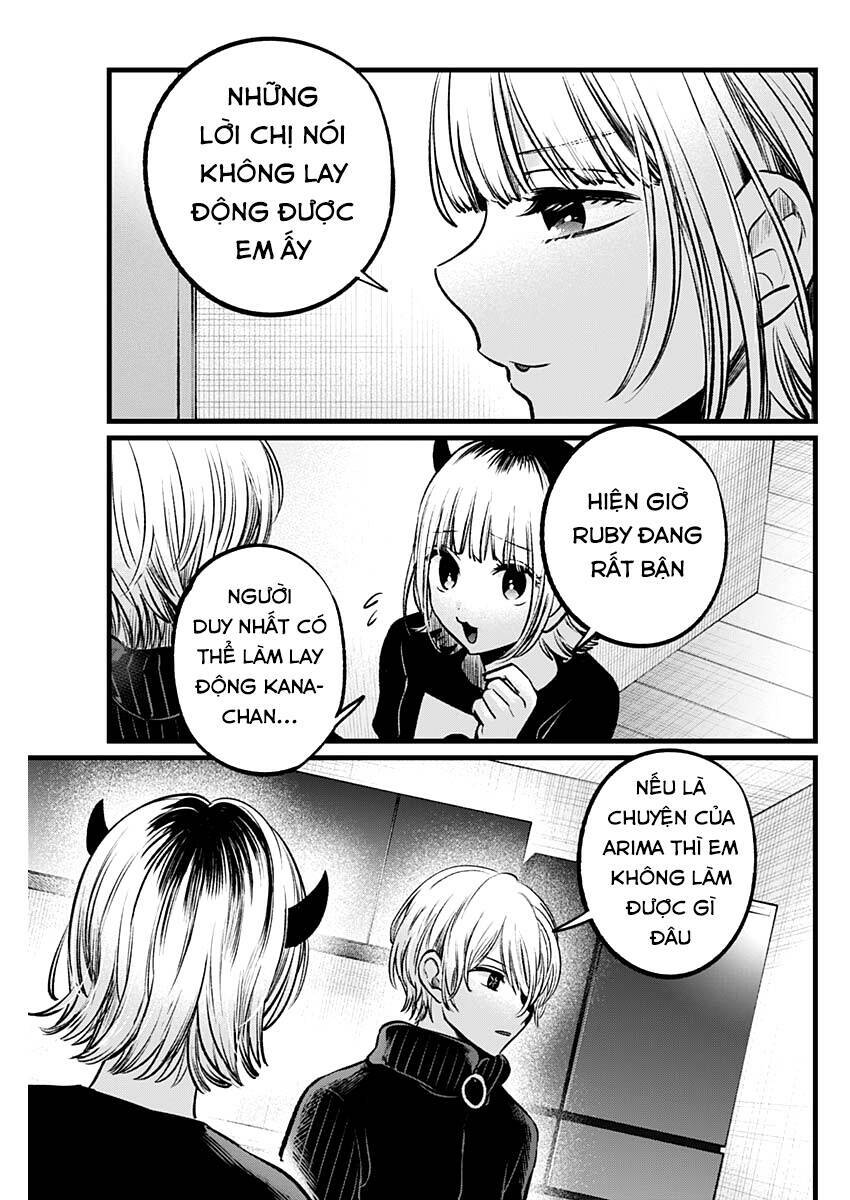 NHỮNG
LỜI CHỊ NÓI
KHÔNG LAY
ĐỘNG ĐƯỢC
EM ẤY
HIỆN GIỜ
RUBY ĐANG
RẤT BẬN
NGƯỜI
DUY NHẤT CÓ
THỂ LÀM LAY
ĐỘNG KANA-
CHAN...
NẾU LÀ
CHUYỆN CỦA
ARIMA THÌ EM
KHÔNG LÀM
ĐƯỢC GÌ
ĐÂU